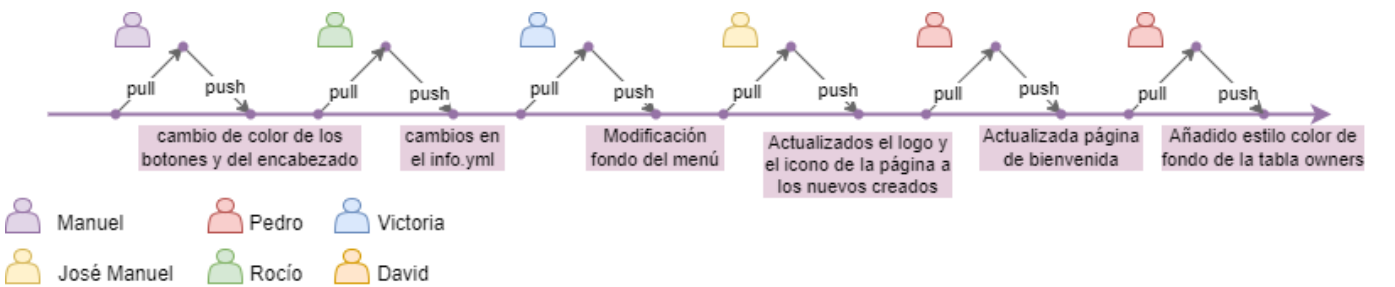 pull
push
pull
push
pull
push
pull
push
pull
push
pull
push
cambio de color de los
botones y del encabezado
cambios en
el info.yml
Modificación
fondo del menú
Actualizados el logo y
el icono de la página a
los nuevos creados
Actualizada página
de bienvenida
Añadido estilo color de
fondo de la tabla owners
Manuel
Pedro
Victoria
José Manuel
Rocío
David